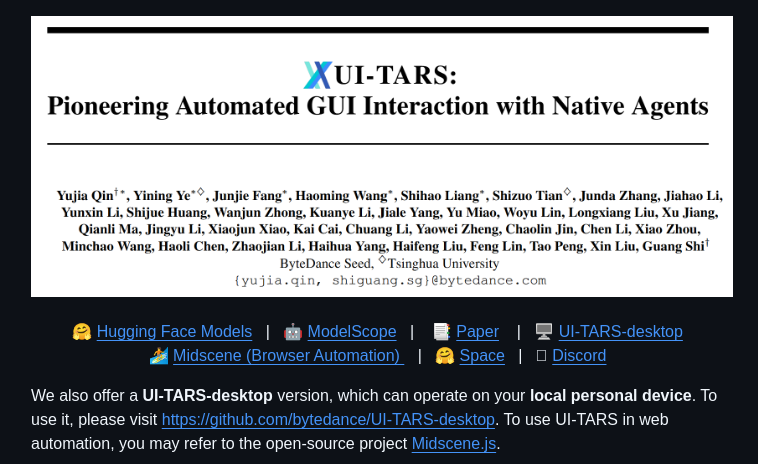 UI-TARS:
Pioneering Automated GUI Interaction with Native Agents
Yujia Qin†*, Yining Ye*◇, Junjie Fang*, Haoming Wang*, Shihao Liang*, Shizuo Tian◇, Junda Zhang, Jiahao Li,
Yunxin Li, Shijue Huang, Wanjun Zhong, Kuanye Li, Jiale Yang, Yu Miao, Woyu Lin, Longxiang Liu, Xu Jiang,
Qianli Ma, Jingyu Li, Xiaojun Xiao, Kai Cai, Chuang Li, Yaowei Zheng, Chaolin Jin, Chen Li, Xiao Zhou,
Minchao Wang, Haoli Chen, Zhaojian Li, Haihua Yang, Haifeng Liu, Feng Lin, Tao Peng, Xin Liu, Guang Shi†
ByteDance Seed, ◇Tsinghua University
{yujia.qin, shiguang.sg}@bytedance.com
🤗 Hugging Face Models | 🤖 ModelScope | 📑 Paper | 🖥️ UI-TARS-desktop
🏄 Midscene (Browser Automation) | 🤗 Space | Discord
We also offer a UI-TARS-desktop version, which can operate on your local personal device. To
use it, please visit https://github.com/bytedance/UI-TARS-desktop. To use UI-TARS in web
automation, you may refer to the open-source project Midscene.js.